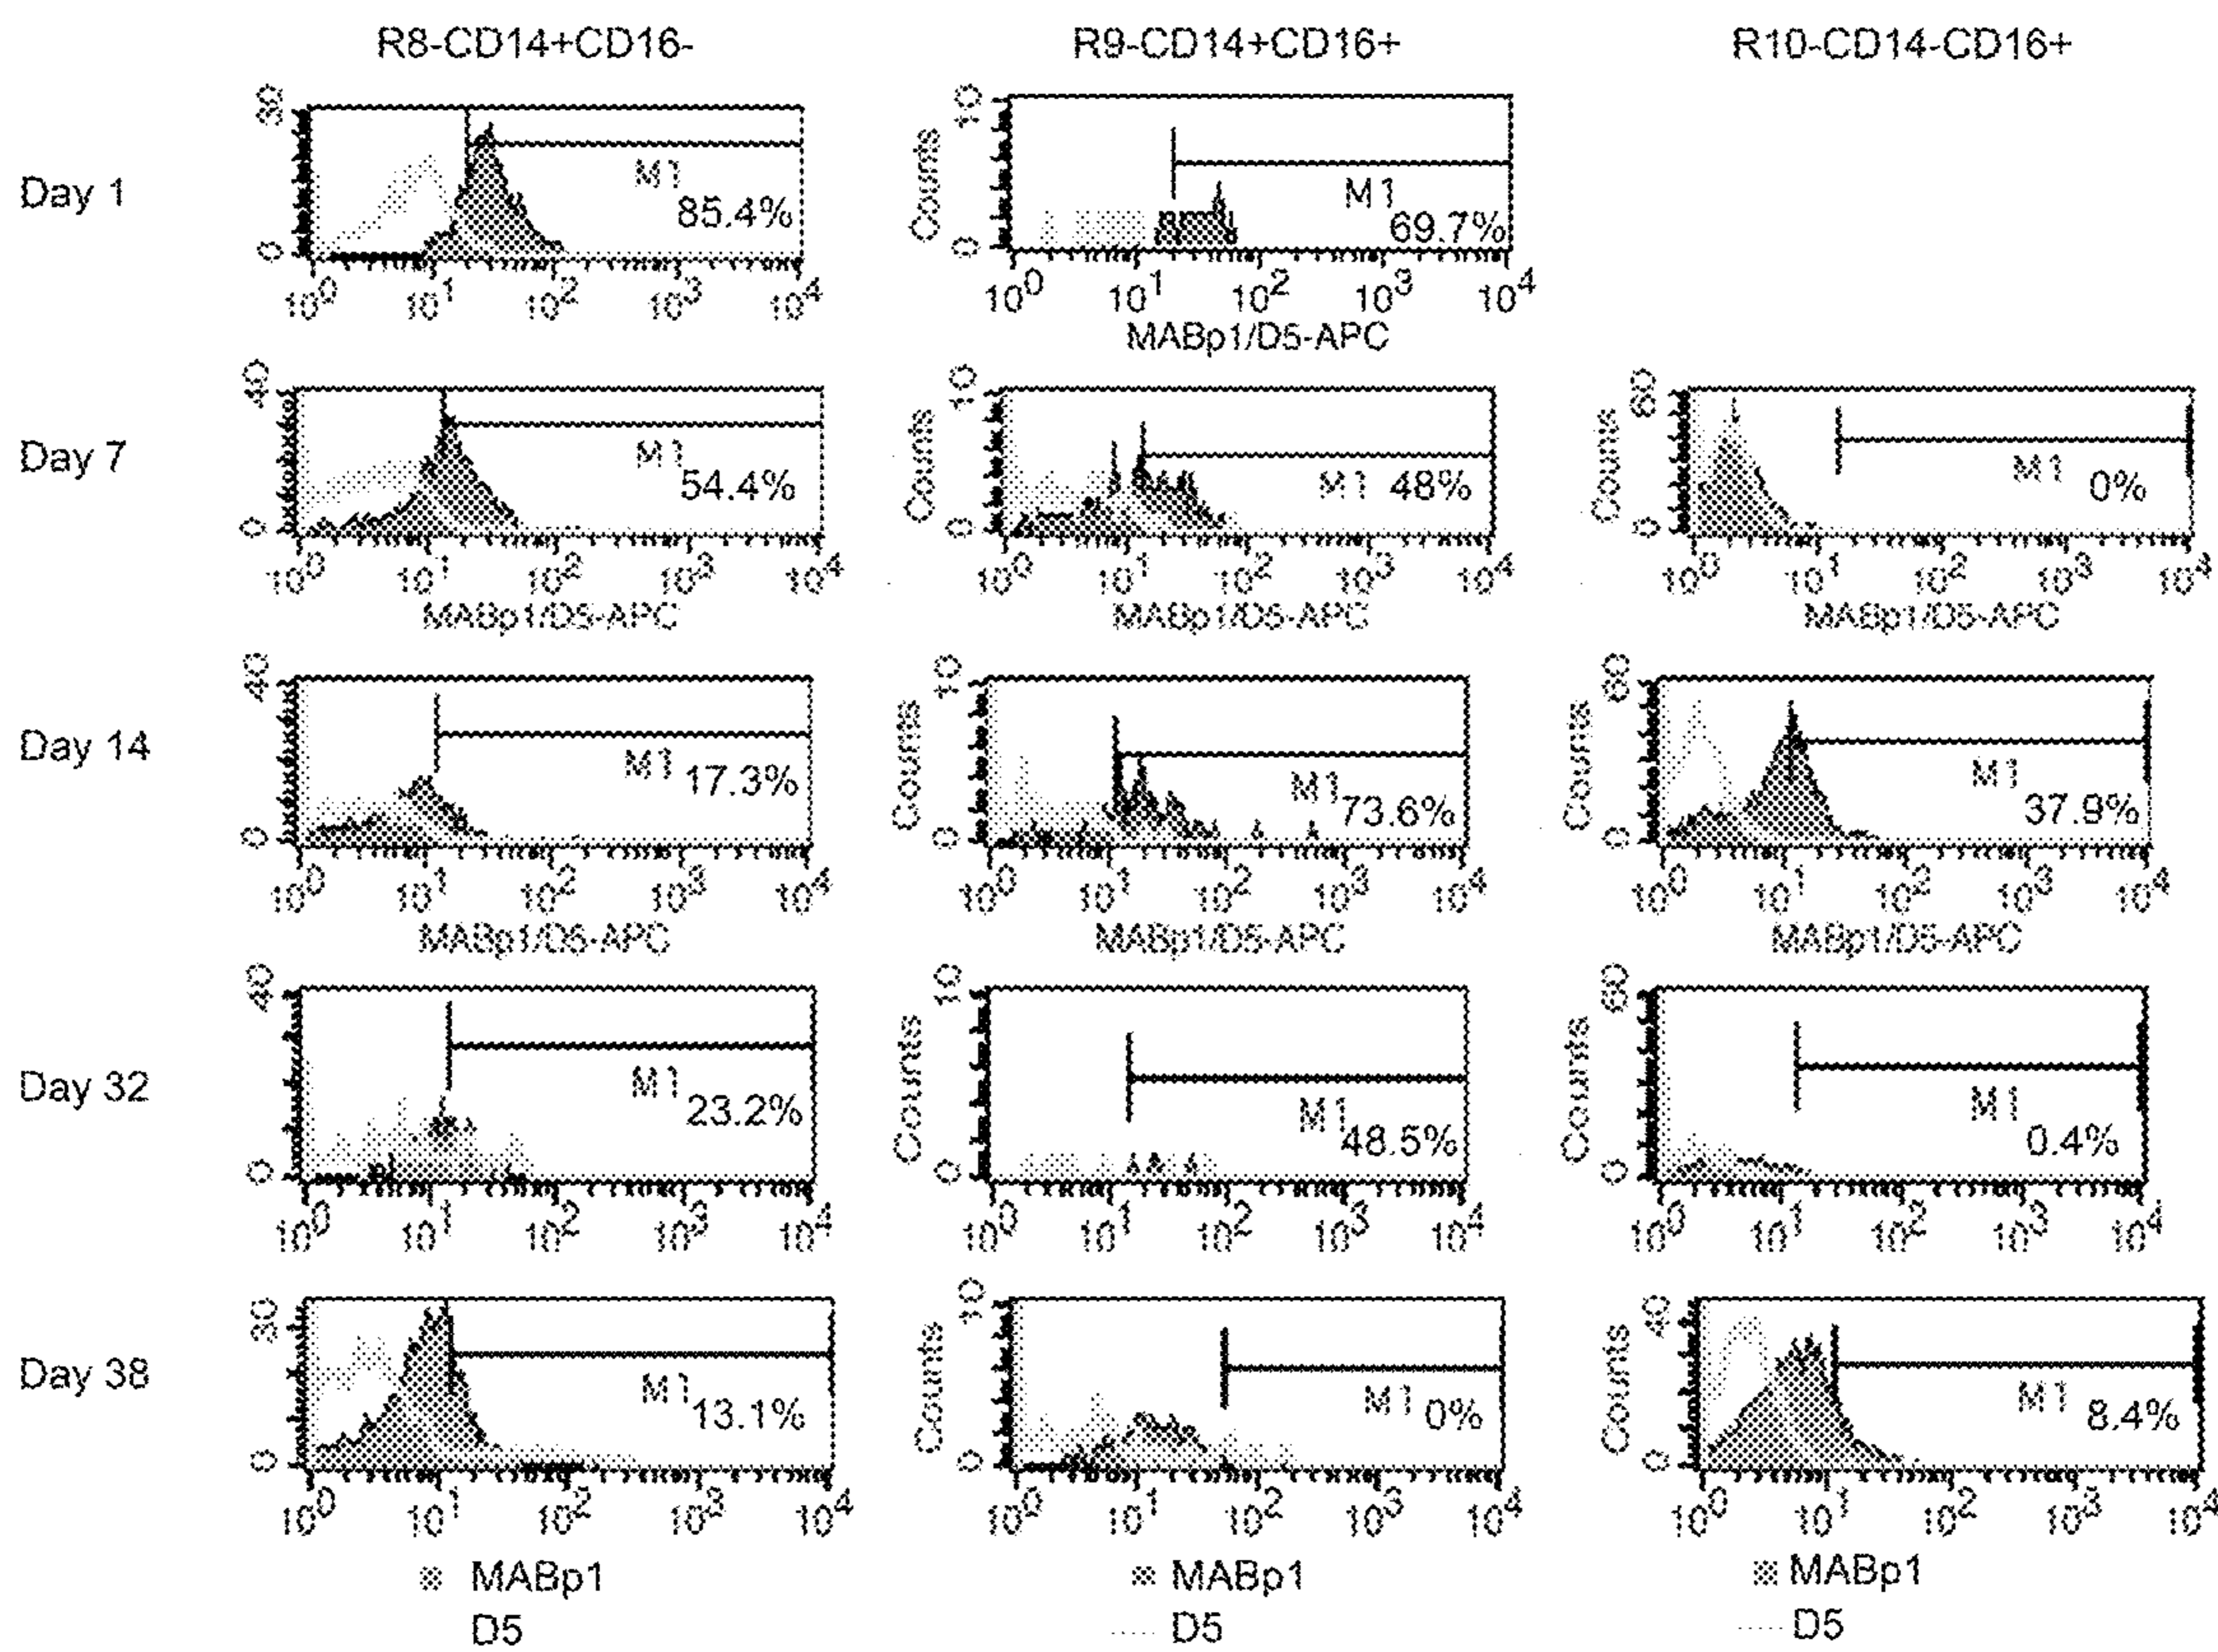 R8-CD14+CD16- R9-CD14+CD16+ R10-CD14-CD16+
Day 1
30
0
M1
85.4%
10^0 10^1 10^2 10^3 10^4
Counts
10
0
M1
69.7%
10^0 10^1 10^2 10^3 10^4
MABp1/D5-APC
Day 7
40
0
M1
54.4%
10^0 10^1 10^2 10^3 10^4
MABp1/D5-APC
Counts
10
0
M1 48%
10^0 10^1 10^2 10^3 10^4
MABp1/D5-APC
Counts
60
0
M1 0%
10^0 10^1 10^2 10^3 10^4
MABp1/D5-APC
Day 14
40
0
M1 17.3%
10^0 10^1 10^2 10^3 10^4
MABp1/D5-APC
Counts
10
0
M1
73.6%
10^0 10^1 10^2 10^3 10^4
MABp1/D5-APC
Counts
60
0
M1
37.9%
10^0 10^1 10^2 10^3 10^4
MABp1/D5-APC
Day 32
40
0
M1
23.2%
10^0 10^1 10^2 10^3 10^4
Counts
10
0
M1
48.5%
10^0 10^1 10^2 10^3 10^4
Counts
60
0
M1
0.4%
10^0 10^1 10^2 10^3 10^4
Day 38
30
0
M1
13.1%
10^0 10^1 10^2 10^3 10^4
MABp1
D5
Counts
10
0
M1 0%
10^0 10^1 10^2 10^3 10^4
MABp1
D5
Counts
40
0
M1 8.4%
10^0 10^1 10^2 10^3 10^4
MABp1
D5